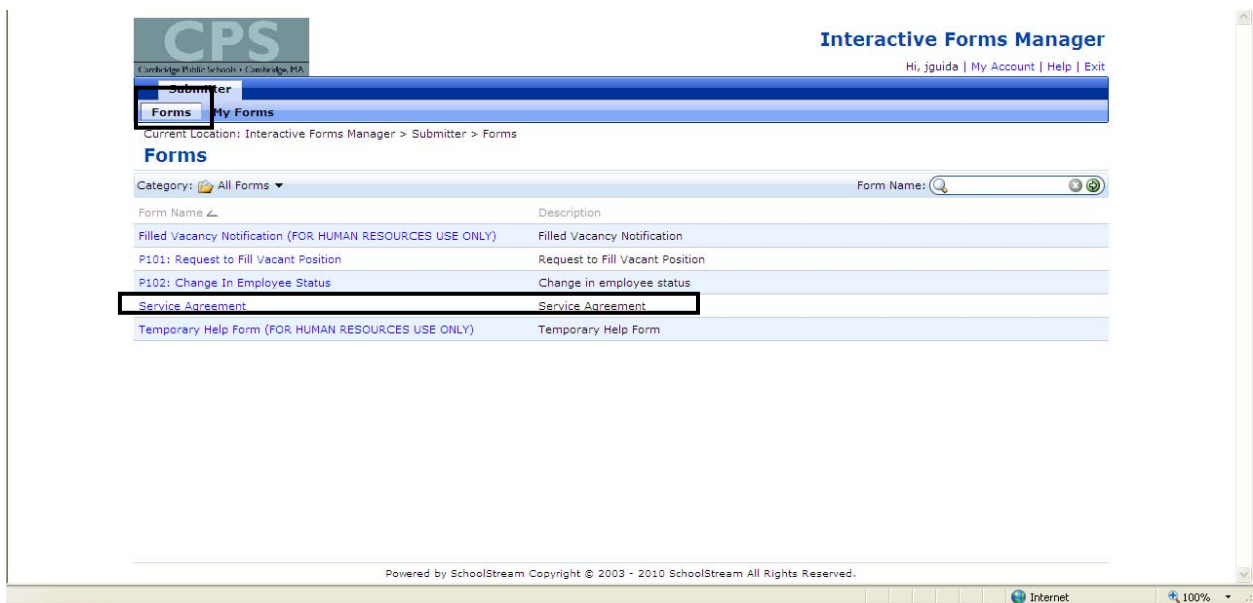 CPS
Cambridge Public Schools • Cambridge, MA
Interactive Forms Manager
Hi, jguida | My Account | Help | Exit
Submitter
Forms My Forms
Current Location: Interactive Forms Manager > Submitter > Forms
Forms
Category: All Forms Form Name:
Form Name Description
Filled Vacancy Notification (FOR HUMAN RESOURCES USE ONLY) Filled Vacancy Notification
P101: Request to Fill Vacant Position Request to Fill Vacant Position
P102: Change In Employee Status Change in employee status
Service Agreement Service Agreement
Temporary Help Form (FOR HUMAN RESOURCES USE ONLY) Temporary Help Form
Powered by SchoolStream Copyright © 2003 - 2010 SchoolStream All Rights Reserved.
Internet 100%